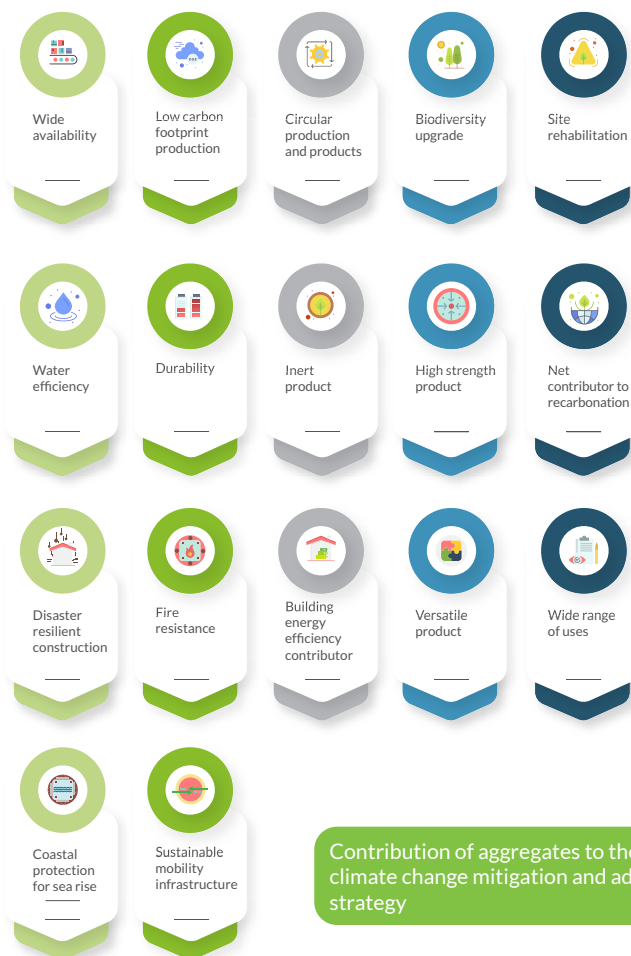 Wide
availability
Low carbon
footprint
production
Circular
production
and products
Biodiversity
upgrade
Site
rehabilitation
Water
efficiency
Durability
Inert
product
High strength
product
Net
contributor to
recarbonation
Disaster
resilient
construction
Fire
resistance
Building
energy
efficiency
contributor
Versatile
product
Wide range
of uses
Coastal
protection
for sea rise
Sustainable
mobility
infrastructure
Contribution of aggregates to the
climate change mitigation and ad
strategy